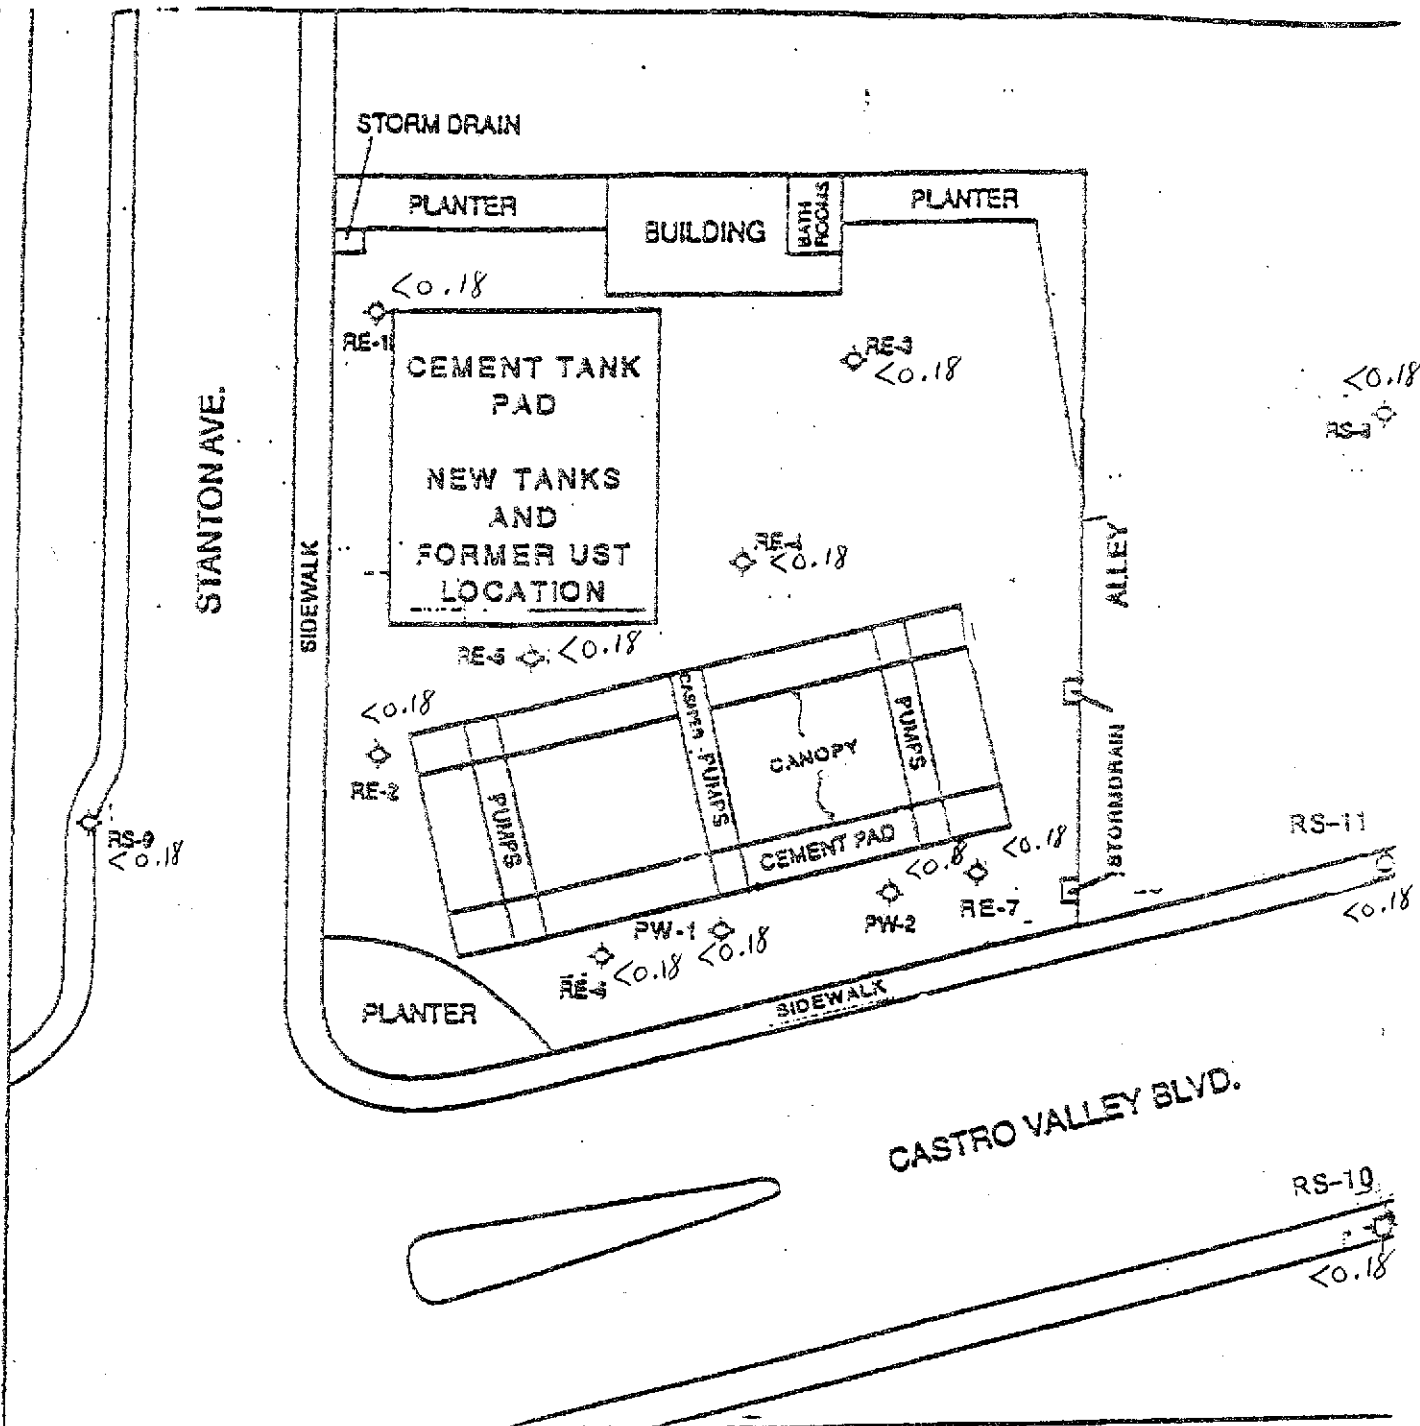 STORM DRAIN
PLANTER
BUILDING
BATH
ROOMS
PLANTER
<0.18
RE-1
CEMENT TANK
PAD
NEW TANKS
AND
FORMER UST
LOCATION
RE-3
<0.18
<0.18
RS-8
STANTON AVE.
SIDEWALK
RE-4
<0.18
ALLEY
RE-5
<0.18
<0.18
RE-2
RS-9
<0.18
PUMPS
PUMPS
CANOPY
PUMPS
CEMENT PAD
STORMDRAIN
RS-11
<0.18
<0.18
RE-7
<0.8
PW-2
PW-1
<0.18
<0.18
RE-6
SIDEWALK
PLANTER
CASTRO VALLEY BLVD.
RS-10
<0.18